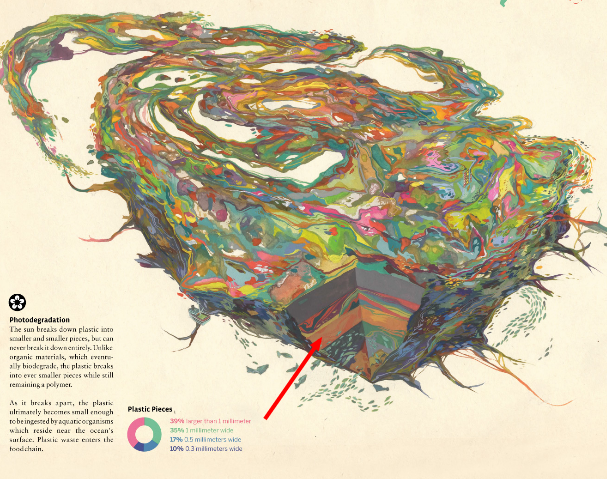 Photodegradation
The sun breaks down plastic into
smaller and smaller pieces, but can
never break it down entirely. Unlike
organic materials, which eventu-
ally biodegrade, the plastic breaks
into ever smaller pieces while still
remaining a polymer.
As it breaks apart, the plastic
ultimately becomes small enough
to be ingested by aquatic organisms
which reside near the ocean's
surface. Plastic waste enters the
foodchain.
Plastic Pieces
39% larger than 1 millimeter
35% 1 millimeter wide
17% 0.5 millimeters wide
10% 0.3 millimeters wide